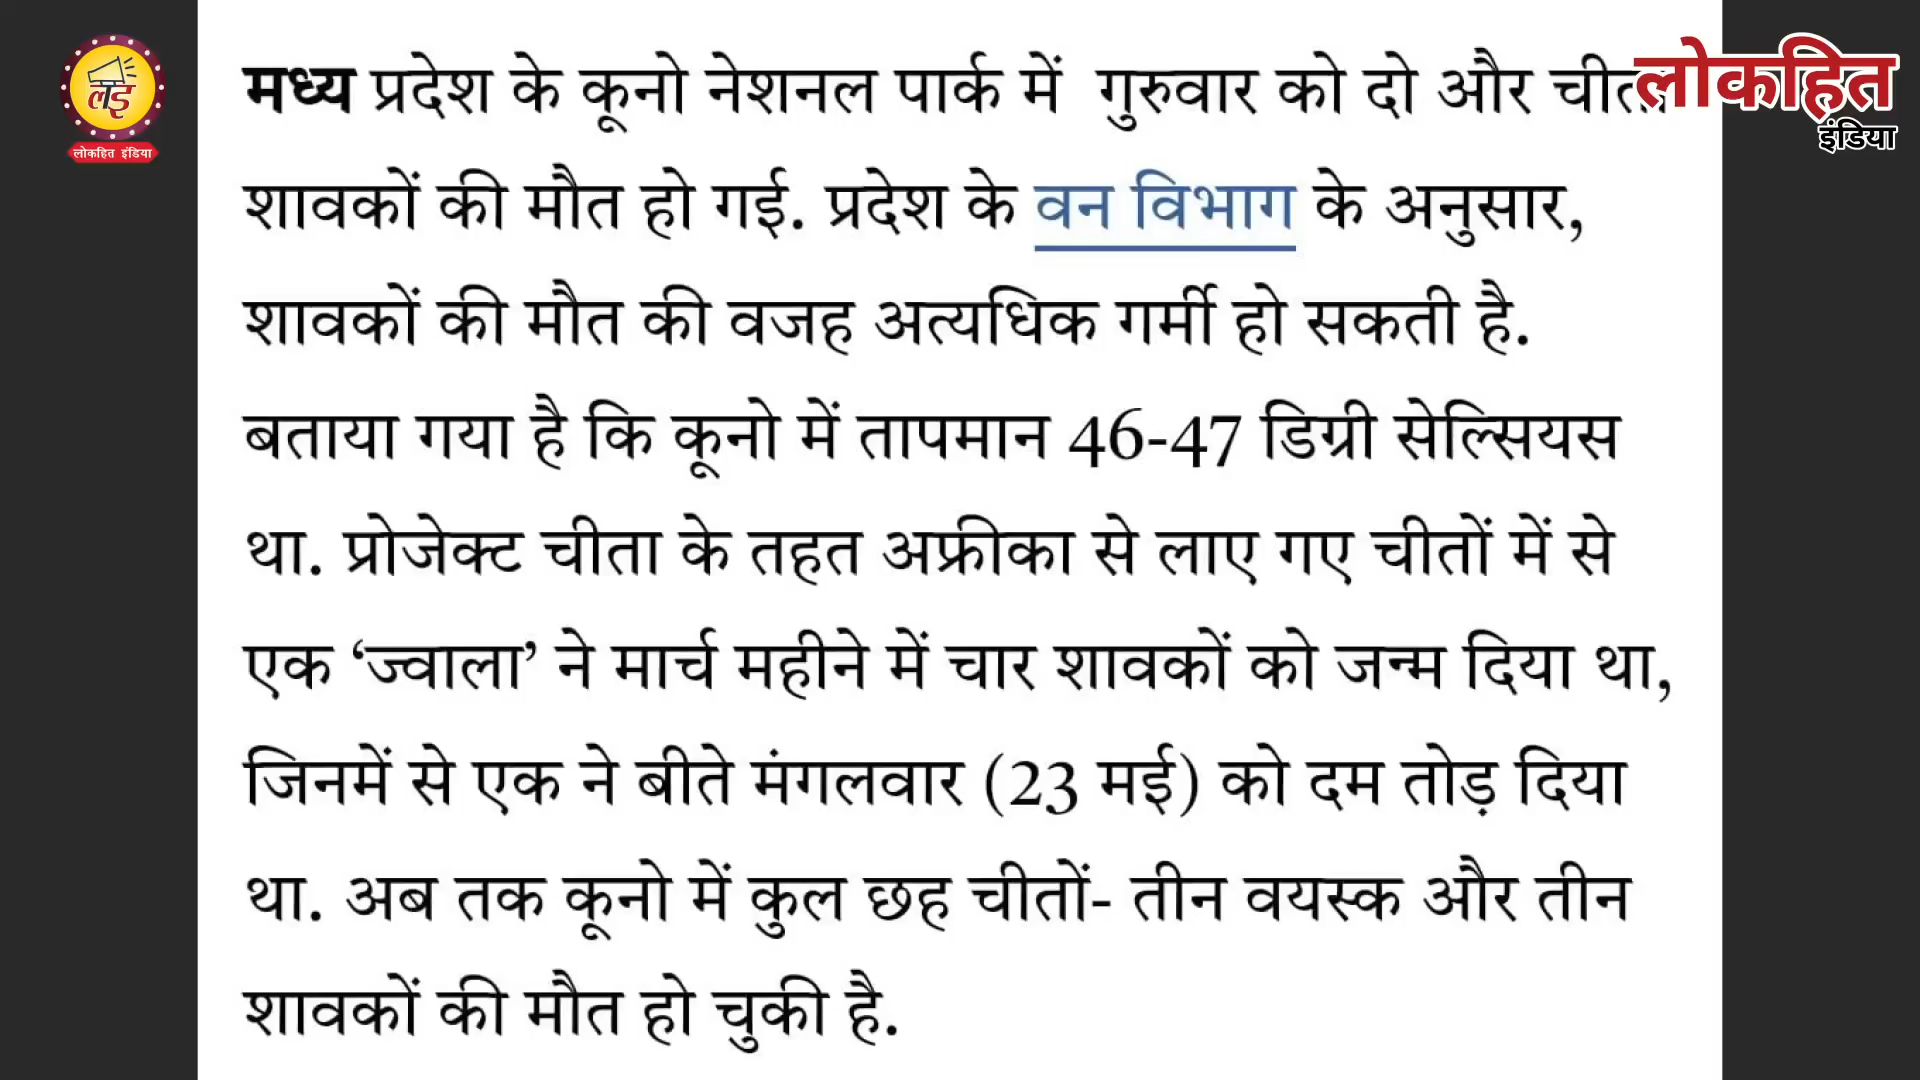 लइ
लोकहित इंडिया
लोकहित
इंडिया
मध्य प्रदेश के कूनो नेशनल पार्क में गुरुवार को दो और
शावकों की मौत हो गई. प्रदेश के वन विभाग के अनुसार,
शावकों की मौत की वजह अत्यधिक गर्मी हो सकती है.
बताया गया है कि कूनो में तापमान 46-47 डिग्री सेल्सियस
था. प्रोजेक्ट चीता के तहत अफ्रीका से लाए गए चीतों में से
एक ‘ज्वाला’ ने मार्च महीने में चार शावकों को जन्म दिया था,
जिनमें से एक ने बीते मंगलवार (23 मई) को दम तोड़ दिया
था. अब तक कूनो में कुल छह चीतों- तीन वयस्क और तीन
शावकों की मौत हो चुकी है.